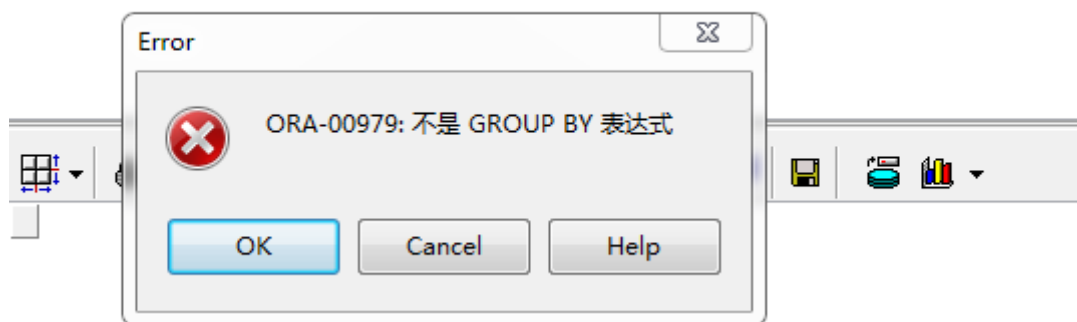 Error
ORA-00979: 不是 GROUP BY 表达式
OK
Cancel
Help